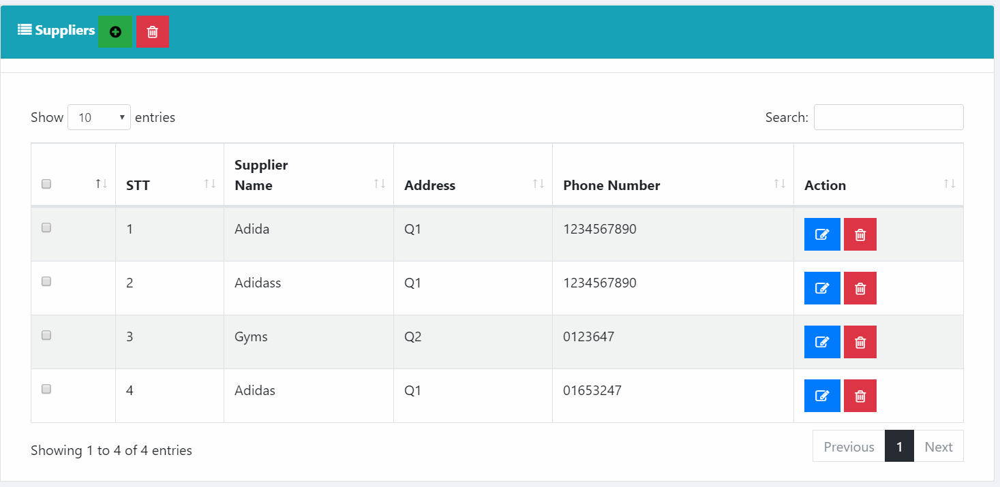 Suppliers
Show 10 entries
Search:
STT Supplier Name Address Phone Number Action
1 Adida Q1 1234567890
2 Adidass Q1 1234567890
3 Gyms Q2 0123647
4 Adidas Q1 01653247
Showing 1 to 4 of 4 entries
Previous 1 Next